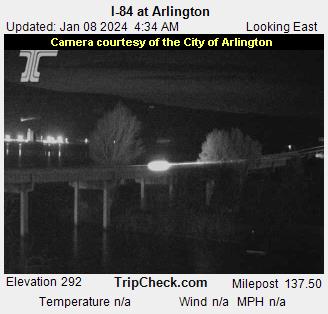 I-84 at Arlington
Updated: Jan 08 2024 4:34 AM Looking East
Camera courtesy of the City of Arlington
Elevation 292 TripCheck.com Milepost 137.50
Temperature n/a Wind n/a MPH n/a